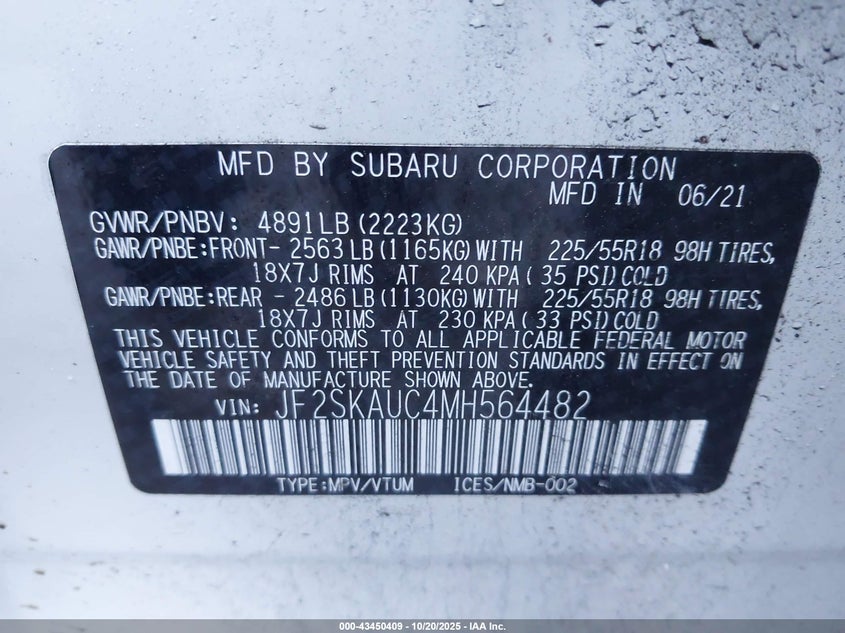 MFD BY SUBARU CORPORATION
MFD IN 06/21
GVWR/PNBV: 4891LB (2223KG)
GAWR/PNBE:FRONT- 2563LB(1165KG)WITH 225/55R18 98H TIRES,
18X7J RIMS AT 240 KPA( 35 PSI)COLD
GAWR/PNBE:REAR - 2486LB(1130KG)WITH 225/55R18 98H TIRES,
18X7J RIMS AT 230 KPA( 33 PSI)COLD
THIS VEHICLE CONFORMS TO ALL APPLICABLE FEDERAL MOTOR
VEHICLE SAFETY AND THEFT PREVENTION STANDARDS IN EFFECT ON
THE DATE OF MANUFACTURE SHOWN ABOVE.
VIN: JF2SKAUC4MH564482
TYPE:MPV/VTUM ICES/NMB-002
000-43450409 - 10/20/2025 - IAA Inc.